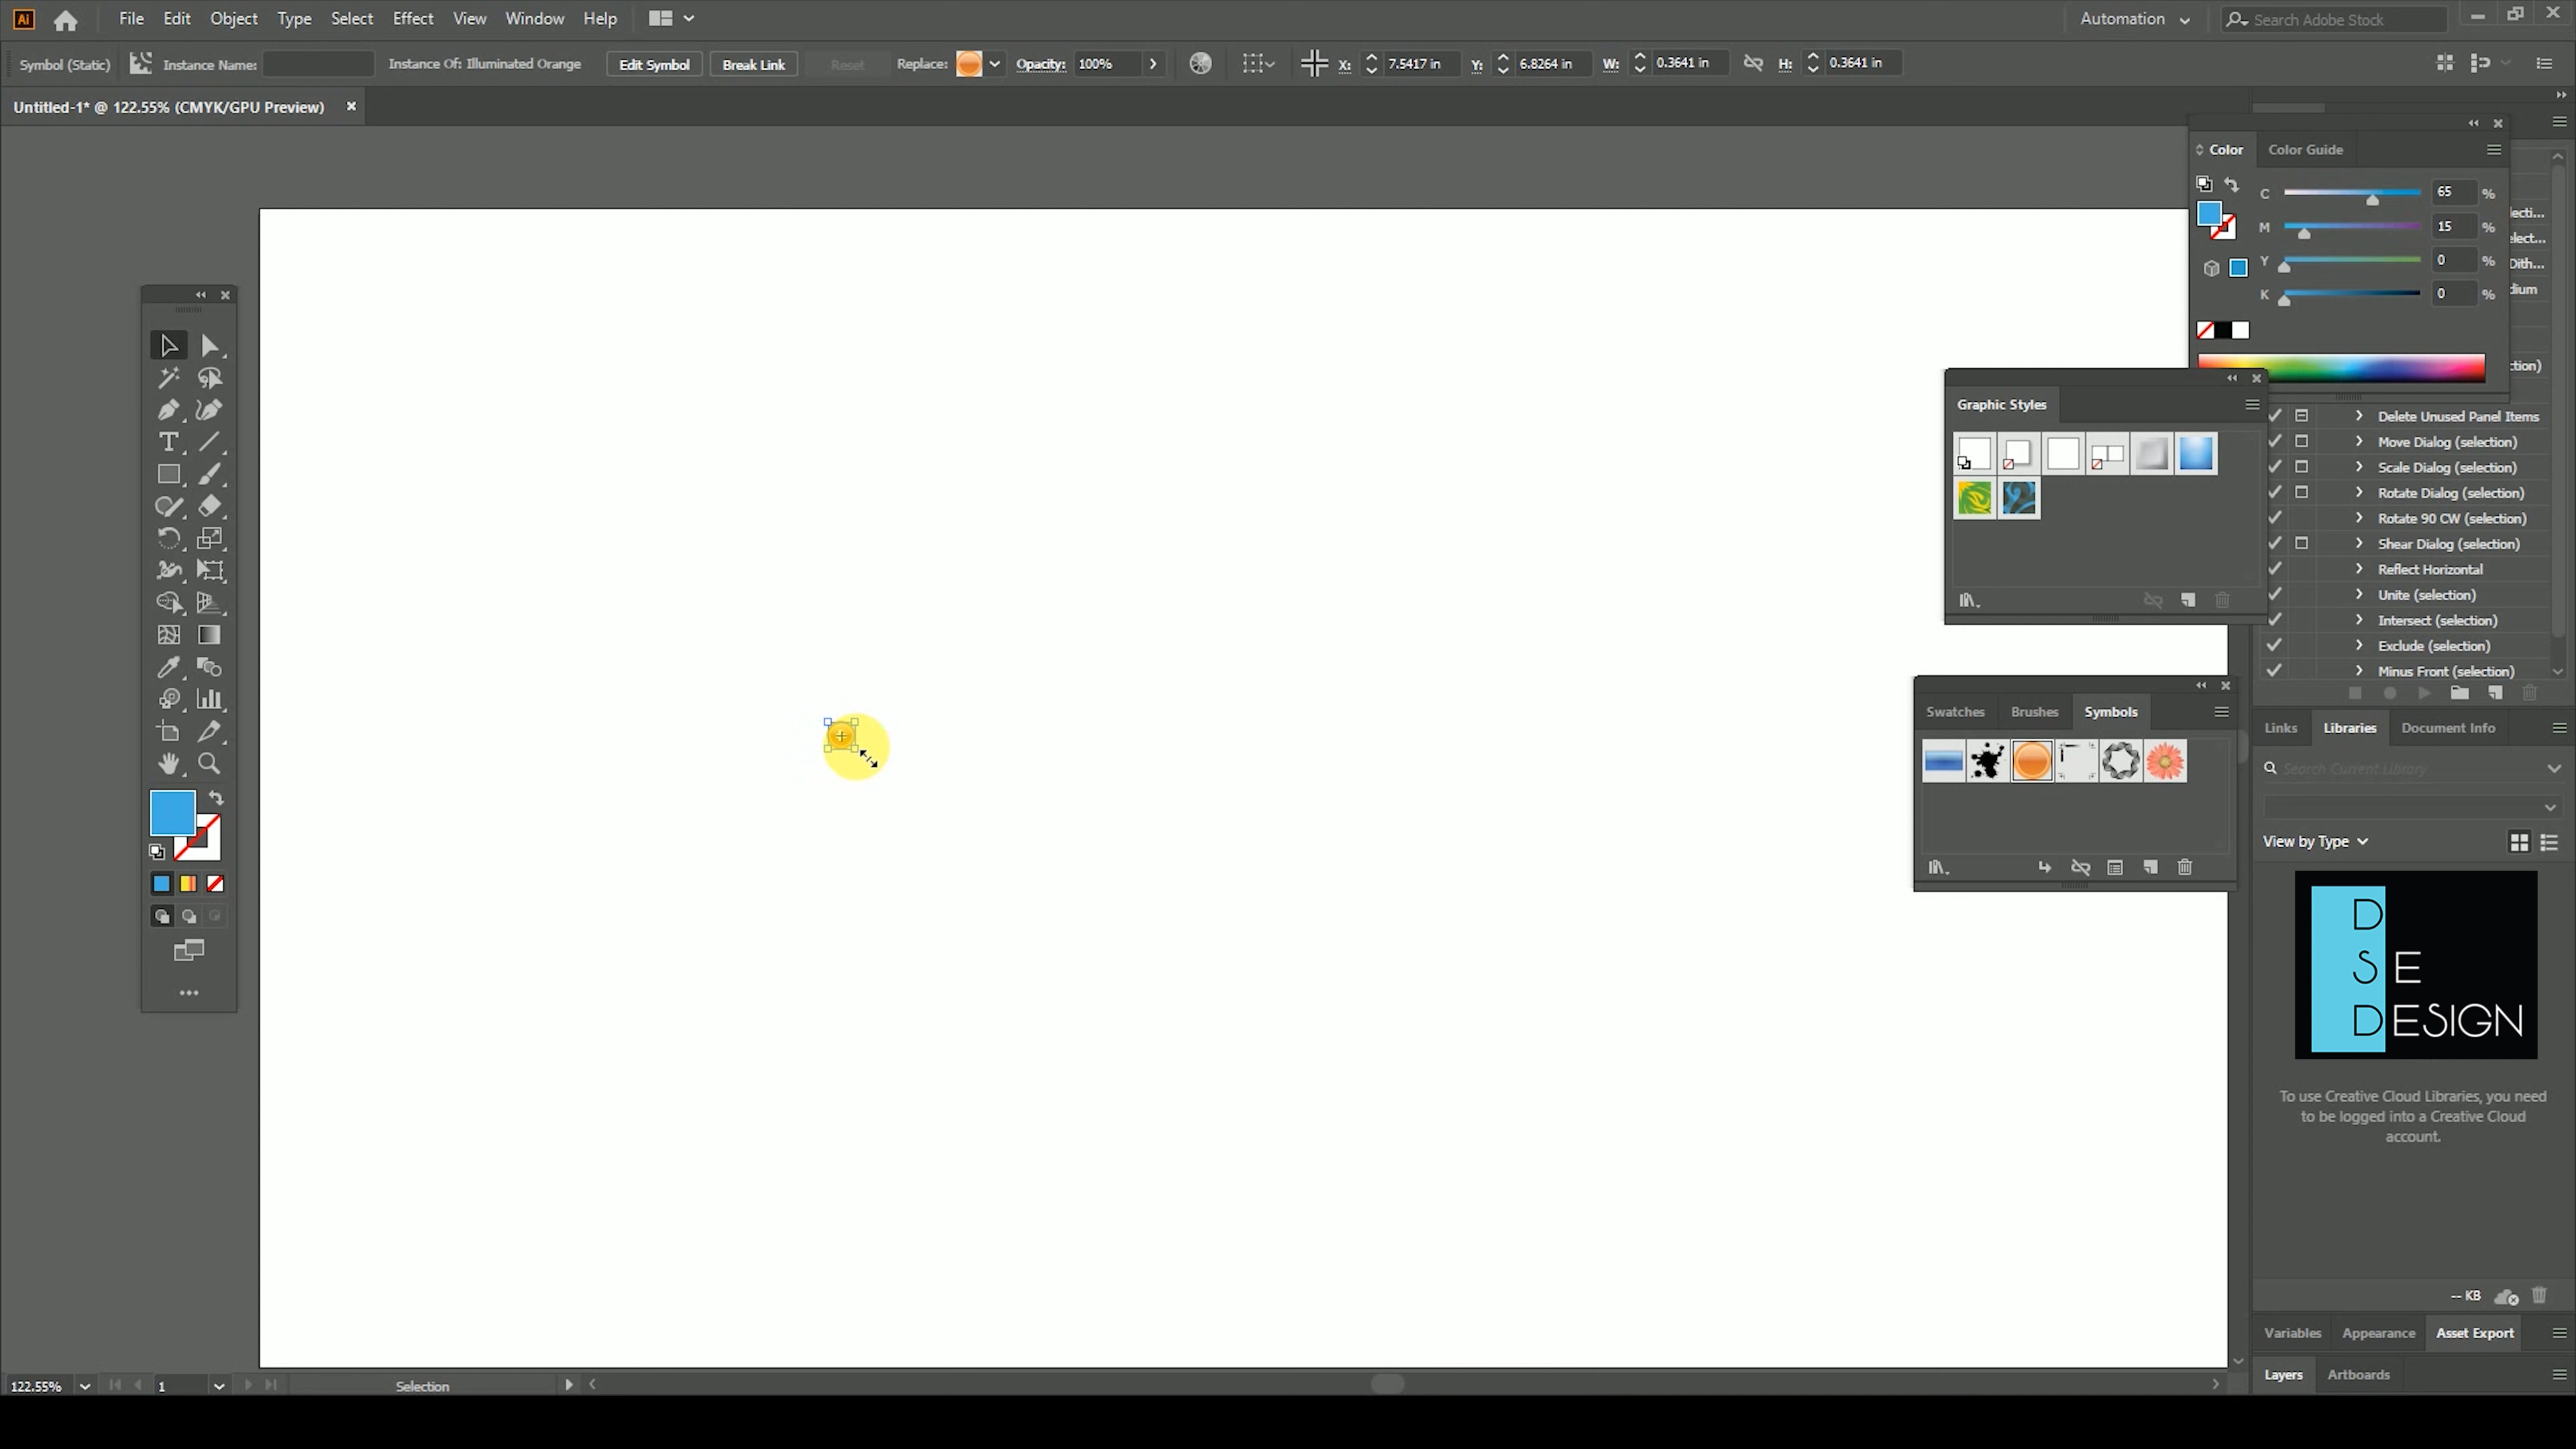 Ai File Edit Object Type Select Effect View Window Help Automation Search Adobe Stock
Symbol (Static) Instance Name: Instance Of: Illuminated Orange Edit Symbol Break Link Reset Replace: Opacity: 100% X: 7.5417 in Y: 6.8264 in W: 0.3641 in H: 0.3641 in
Untitled-1* @ 122.55% (CMYK/GPU Preview)
Color Color Guide
C 65 %
M 15 %
Y 0 %
K 0 %
lecti...
elect...
Dith...
dium
ction)
Graphic Styles
Delete Unused Panel Items
Move Dialog (selection)
Scale Dialog (selection)
Rotate Dialog (selection)
Rotate 90 CW (selection)
Shear Dialog (selection)
Reflect Horizontal
Unite (selection)
Intersect (selection)
Exclude (selection)
Minus Front (selection)
Swatches Brushes Symbols
Links Libraries Document Info
Search Current Library
View by Type
D
S E
DESIGN
To use Creative Cloud Libraries, you need
to be logged into a Creative Cloud
account.
-- KB
Variables Appearance Asset Export
Layers Artboards
122.55% 1 Selection